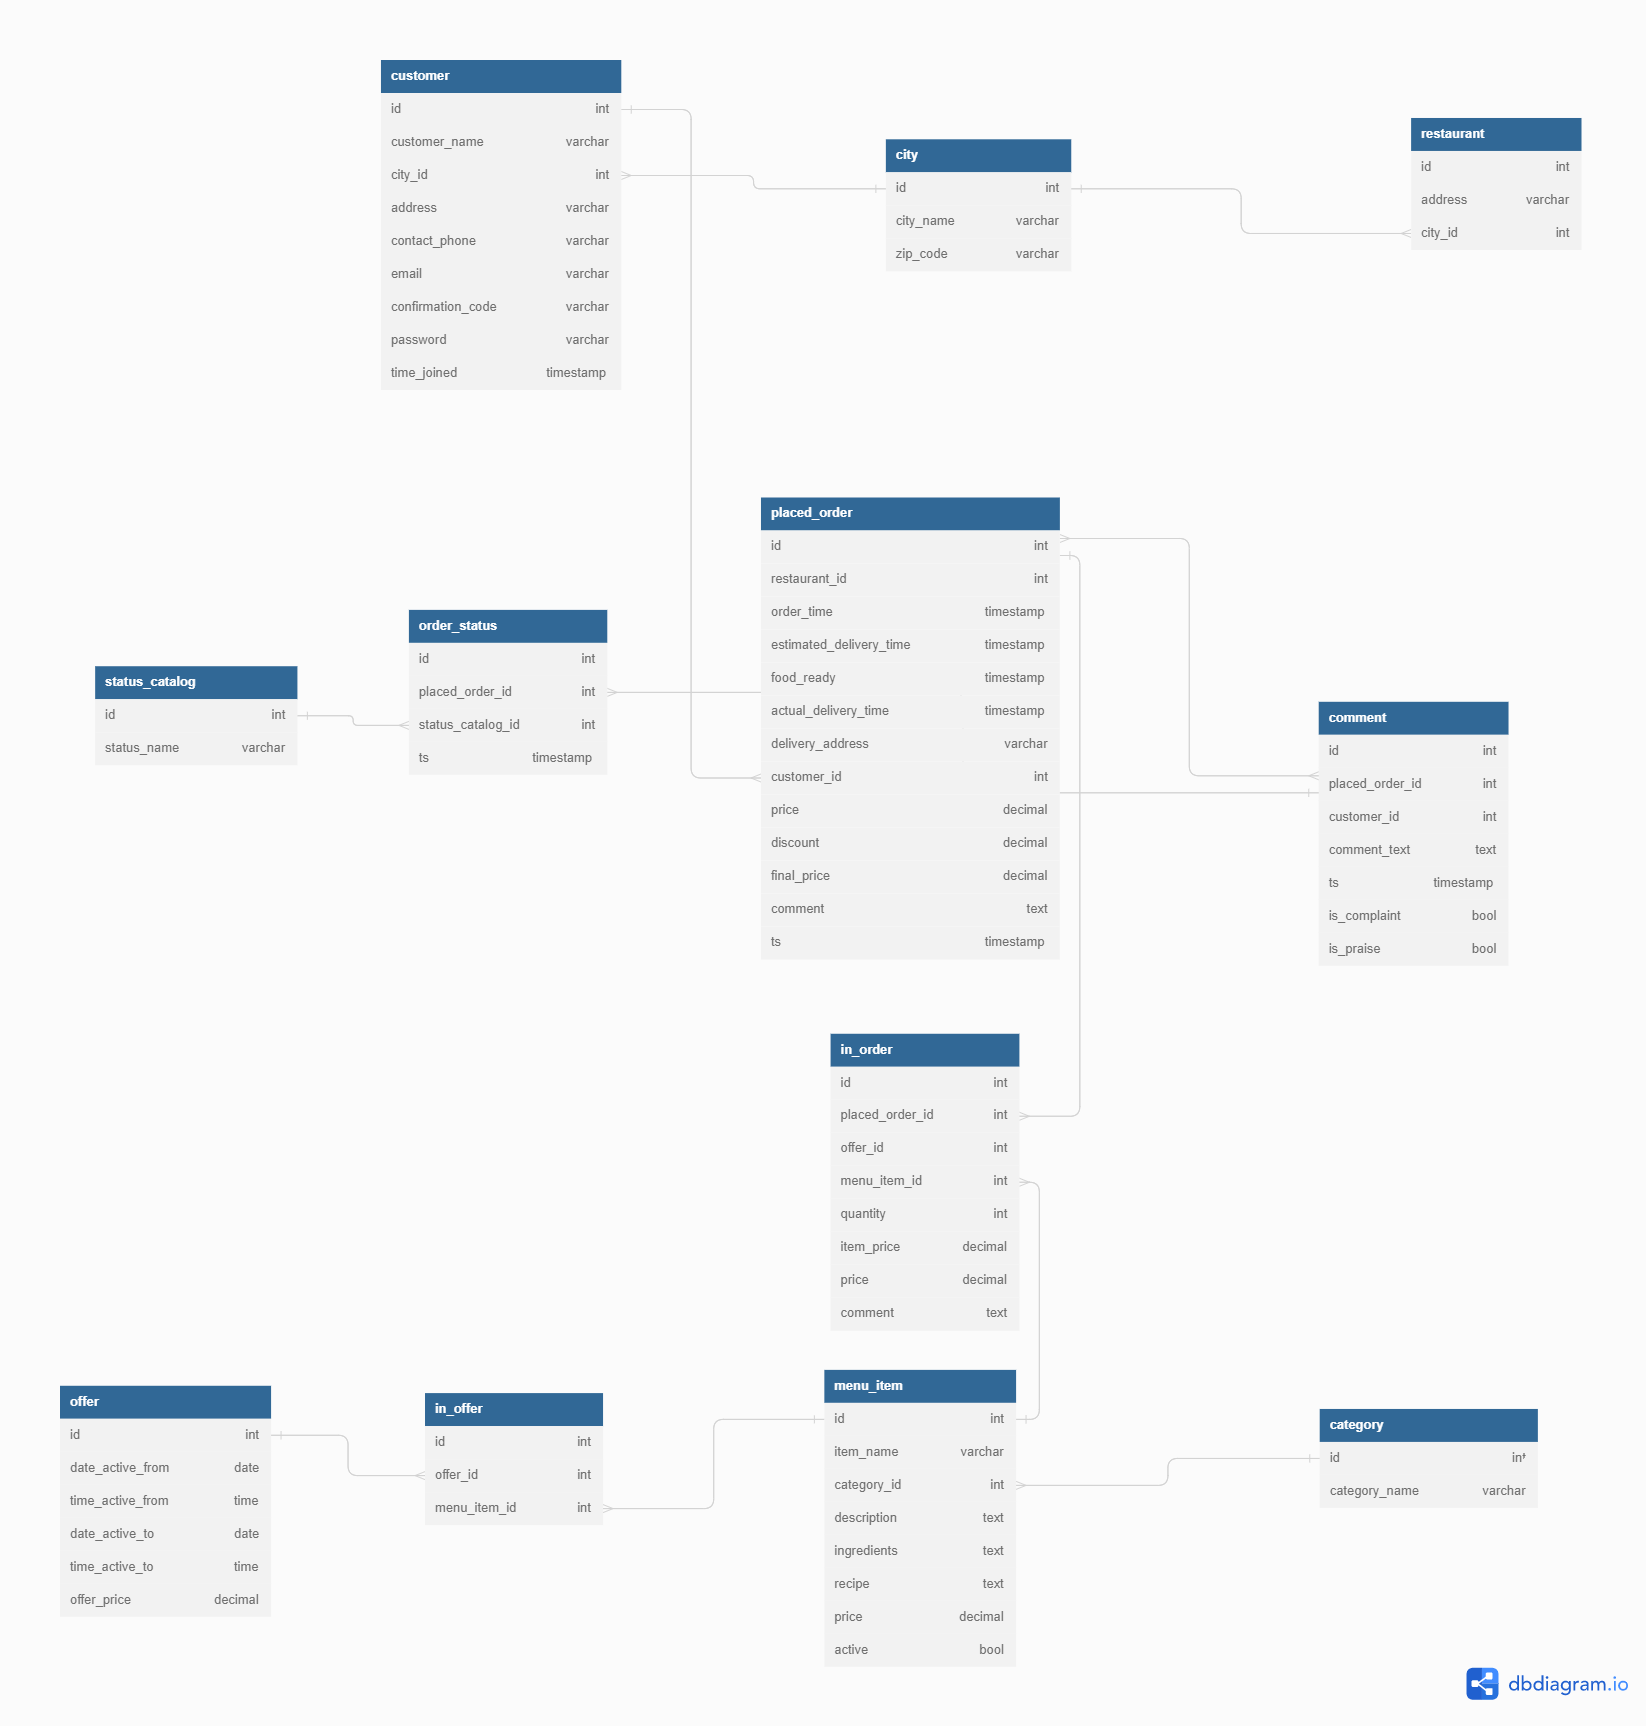 customer
id int
customer_name varchar
city_id int
address varchar
contact_phone varchar
email varchar
confirmation_code varchar
password varchar
time_joined timestamp
city
id int
city_name varchar
zip_code varchar
restaurant
id int
address varchar
city_id int
placed_order
id int
restaurant_id int
order_time timestamp
estimated_delivery_time timestamp
food_ready timestamp
actual_delivery_time timestamp
delivery_address varchar
customer_id int
price decimal
discount decimal
final_price decimal
comment text
ts timestamp
order_status
id int
placed_order_id int
status_catalog_id int
ts timestamp
status_catalog
id int
status_name varchar
comment
id int
placed_order_id int
customer_id int
comment_text text
ts timestamp
is_complaint bool
is_praise bool
in_order
id int
placed_order_id int
offer_id int
menu_item_id int
quantity int
item_price decimal
price decimal
comment text
offer
id int
date_active_from date
time_active_from time
date_active_to date
time_active_to time
offer_price decimal
in_offer
id int
offer_id int
menu_item_id int
menu_item
id int
item_name varchar
category_id int
description text
ingredients text
recipe text
price decimal
active bool
category
id int
category_name varchar
dbdiagram.io